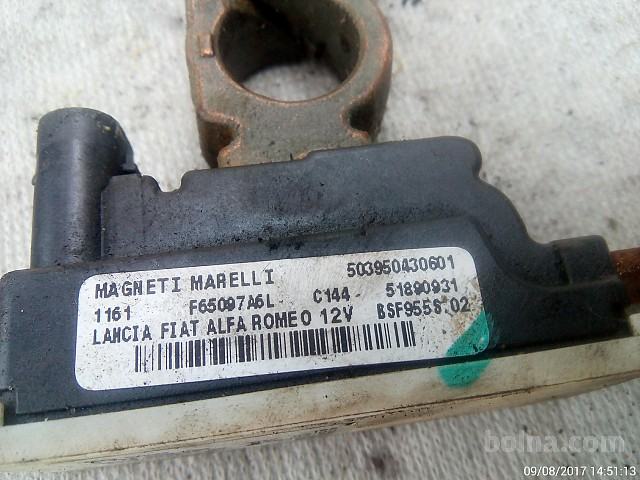 MAGNETI MARELLI 503950430601
1161 F65097A6L C144 51890931
LANCIA FIAT ALFA ROMEO 12V BSF9558.02
bolha.com
09/08/2017 14:51:13